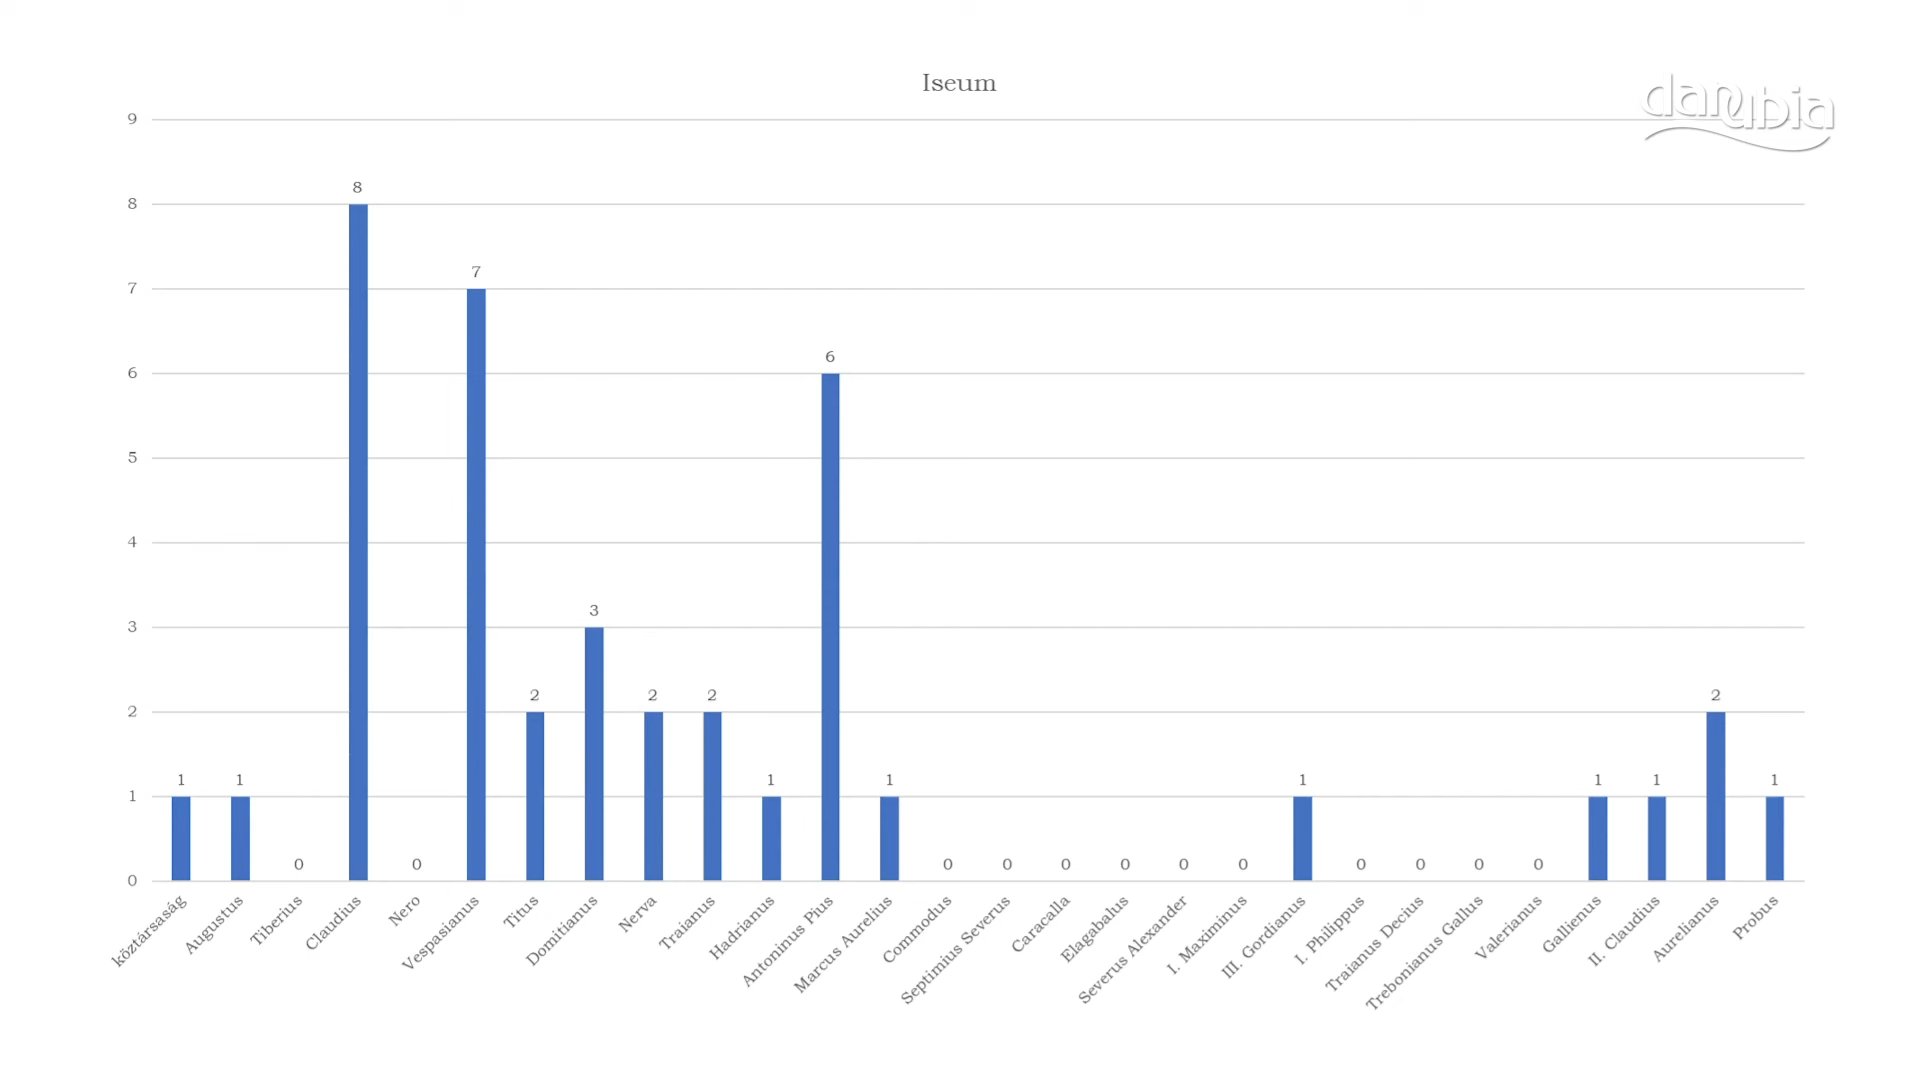 Iseum
danubia
9
8
7
6
5
4
3
2
1
0
1
1
0
8
0
7
2
3
2
2
1
6
1
0
0
0
0
0
0
1
0
0
0
0
1
1
2
1
köztársaság
Augustus
Tiberius
Claudius
Nero
Vespasianus
Titus
Domitianus
Nerva
Traianus
Hadrianus
Antoninus Pius
Marcus Aurelius
Commodus
Septimius Severus
Caracalla
Elagabalus
Severus Alexander
I. Maximinus
III. Gordianus
I. Philippus
Traianus Decius
Trebonianus Gallus
Valerianus
Gallienus
II. Claudius
Aurelianus
Probus